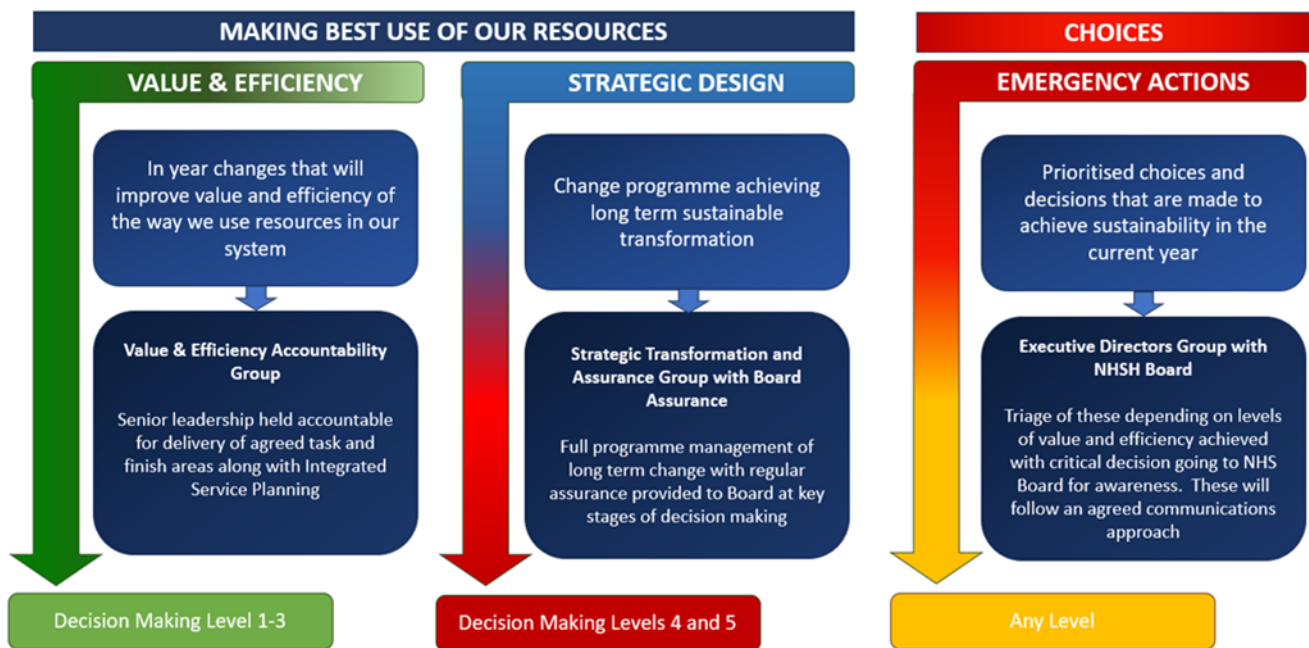 MAKING BEST USE OF OUR RESOURCES
CHOICES
VALUE & EFFICIENCY
STRATEGIC DESIGN
EMERGENCY ACTIONS
In year changes that will
improve value and efficiency of
the way we use resources in our
system
Change programme achieving
long term sustainable
transformation
Prioritised choices and
decisions that are made to
achieve sustainability in the
current year
Value & Efficiency Accountability
Group
Senior leadership held accountable
for delivery of agreed task and
finish areas along with Integrated
Service Planning
Strategic Transformation and
Assurance Group with Board
Assurance
Full programme management of
long term change with regular
assurance provided to Board at key
stages of decision making
Executive Directors Group with
NHSH Board
Triage of these depending on levels
of value and efficiency achieved
with critical decision going to NHS
Board for awareness.  These will
follow an agreed communications
approach
Decision Making Level 1-3
Decision Making Levels 4 and 5
Any Level